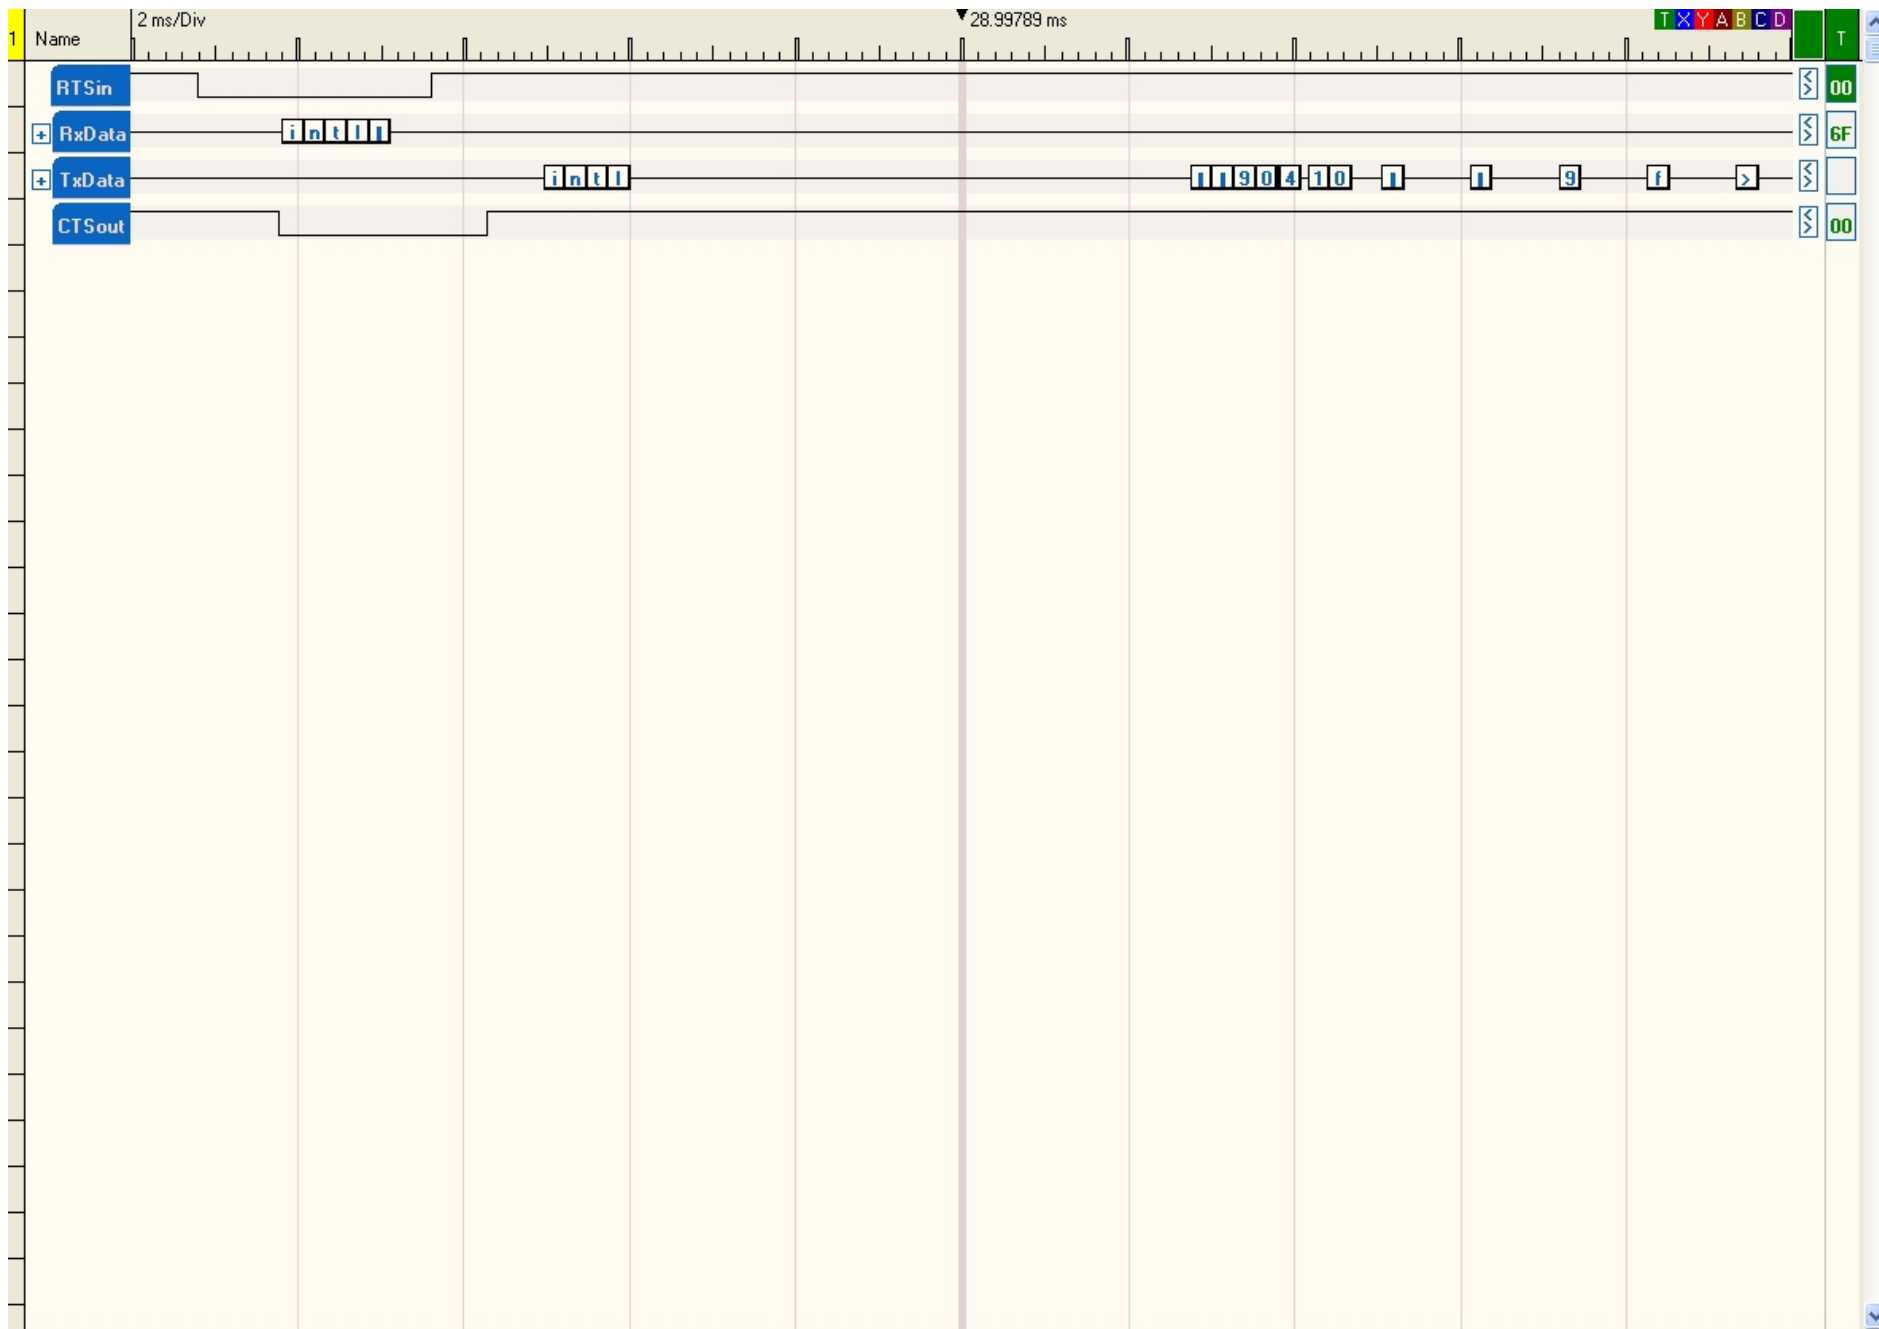 2 ms/Div 28.99789 ms T X Y A B C D
1 Name T
RTSin 00
RxData i n t l 6F
TxData i n t l 9 0 4 1 0 9 f >
CTSout 00